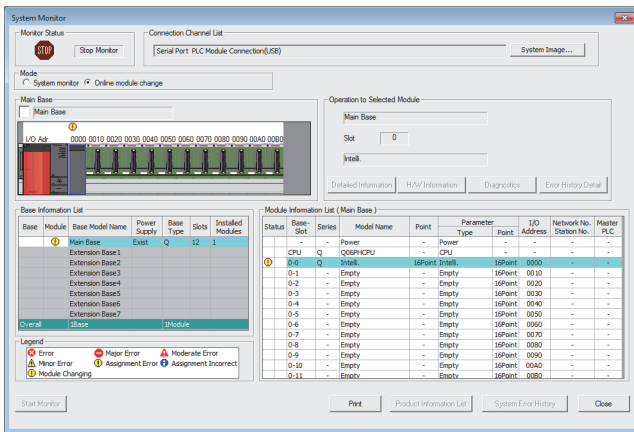 System Monitor
Monitor Status
STOP
Stop Monitor
Connection Channel List
Serial Port PLC Module Connection(USB)
System Image...
Mode
System monitor Online module change
Main Base
Main Base
I/O Adr. 0000 0010 0020 0030 0040 0050 0060 0070 0080 0090 00A0 00B0
Operation to Selected Module
Main Base
Slot 0
Intelli.
Detailed Information H/W Information Diagnostics Error History Detail
Base Information List
Base Module Base Model Name Power Supply Base Type Slots Installed Modules
Main Base Exist Q 12 1
Extension Base1
Extension Base2
Extension Base3
Extension Base4
Extension Base5
Extension Base6
Extension Base7
Overall 1Base 1Module
Legend
Error Major Error Moderate Error
Minor Error Assignment Error Assignment Incorrect
Module Changing
Module Information List ( Main Base )
Status Base-Slot Series Model Name Point Parameter Type Point I/O Address Network No. Station No. Master PLC
- - Power - Power - - - -
CPU Q Q06PHCPU - CPU - - - -
0-0 Q Intelli. 16Point Intelli. 16Point 0000 - -
0-1 - Empty - Empty 16Point 0010 - -
0-2 - Empty - Empty 16Point 0020 - -
0-3 - Empty - Empty 16Point 0030 - -
0-4 - Empty - Empty 16Point 0040 - -
0-5 - Empty - Empty 16Point 0050 - -
0-6 - Empty - Empty 16Point 0060 - -
0-7 - Empty - Empty 16Point 0070 - -
0-8 - Empty - Empty 16Point 0080 - -
0-9 - Empty - Empty 16Point 0090 - -
0-10 - Empty - Empty 16Point 00A0 - -
0-11 - Empty - Empty 16Point 00B0 - -
Start Monitor Print Product Information List System Error History Close